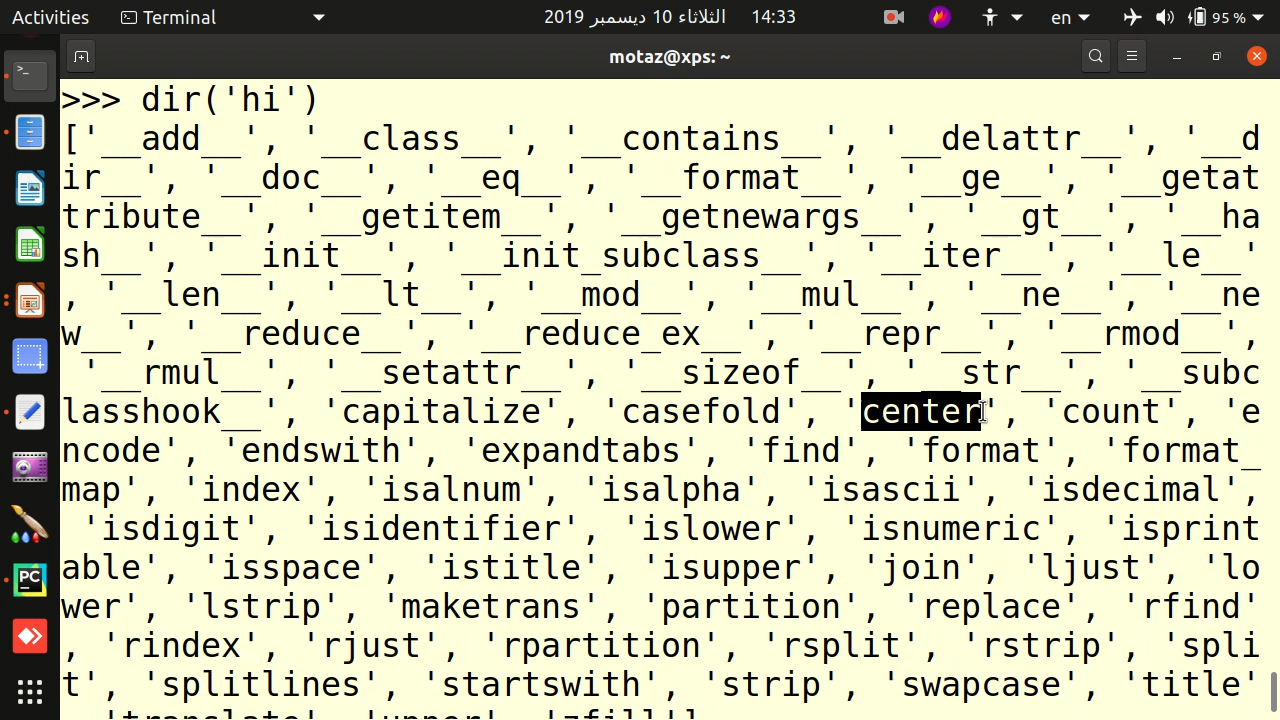 Activities Terminal الثلاثاء 10 ديسمبر 2019 14:33 en 95 %
motaz@xps: ~
>>> dir('hi')
['__add__', '__class__', '__contains__', '__delattr__', '__d
ir__', '__doc__', '__eq__', '__format__', '__ge__', '__getat
tribute__', '__getitem__', '__getnewargs__', '__gt__', '__ha
sh__', '__init__', '__init_subclass__', '__iter__', '__le__'
, '__len__', '__lt__', '__mod__', '__mul__', '__ne__', '__ne
w__', '__reduce__', '__reduce_ex__', '__repr__', '__rmod__',
'__rmul__', '__setattr__', '__sizeof__', '__str__', '__subc
lasshook__', 'capitalize', 'casefold', 'center', 'count', 'e
ncode', 'endswith', 'expandtabs', 'find', 'format', 'format_
map', 'index', 'isalnum', 'isalpha', 'isascii', 'isdecimal',
'isdigit', 'isidentifier', 'islower', 'isnumeric', 'isprint
able', 'isspace', 'istitle', 'isupper', 'join', 'ljust', 'lo
wer', 'lstrip', 'maketrans', 'partition', 'replace', 'rfind'
, 'rindex', 'rjust', 'rpartition', 'rsplit', 'rstrip', 'spli
t', 'splitlines', 'startswith', 'strip', 'swapcase', 'title'
, 'translate', 'upper', 'zfill']
PC